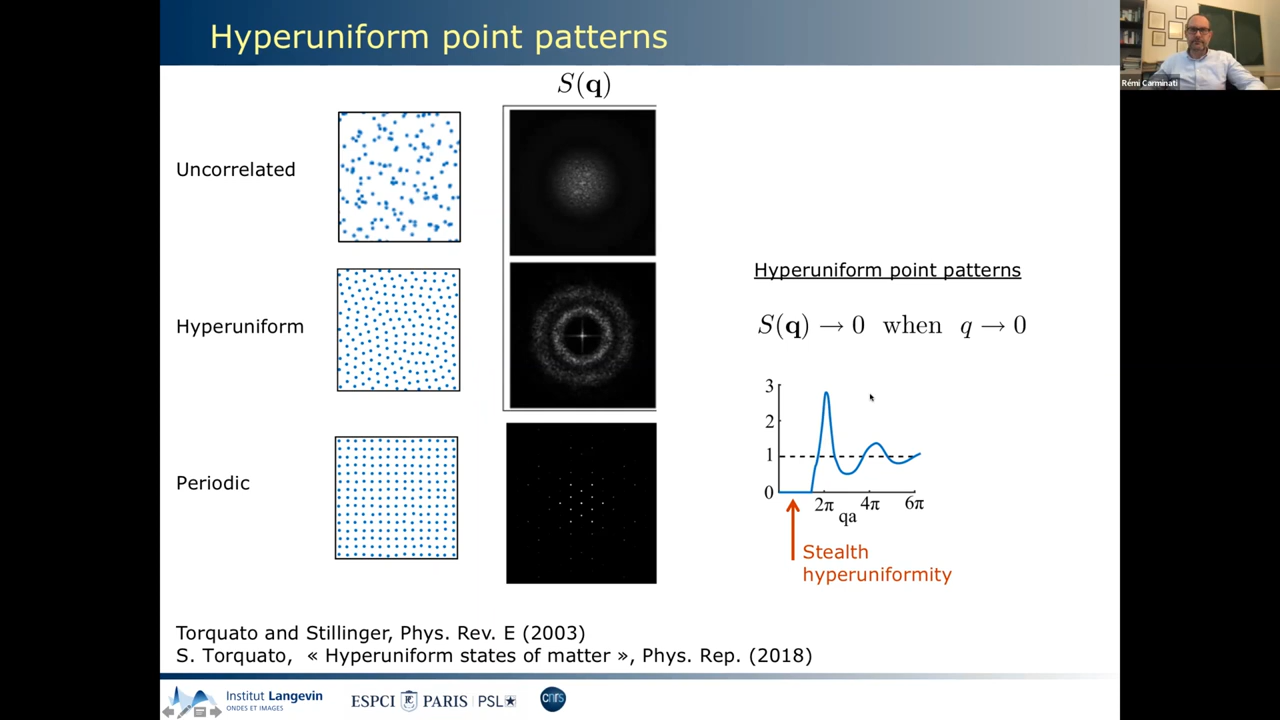 Hyperuniform point patterns
Rémi Carminati
S(q)
Uncorrelated
Hyperuniform
Periodic
Hyperuniform point patterns
S(q) → 0 when q → 0
3
2
1
0
2π 4π 6π
qa
Stealth
hyperuniformity
Torquato and Stillinger, Phys. Rev. E (2003)
S. Torquato, « Hyperuniform states of matter », Phys. Rep. (2018)
Institut Langevin
ONDES ET IMAGES
ESPCI PARIS PSL
cnrs